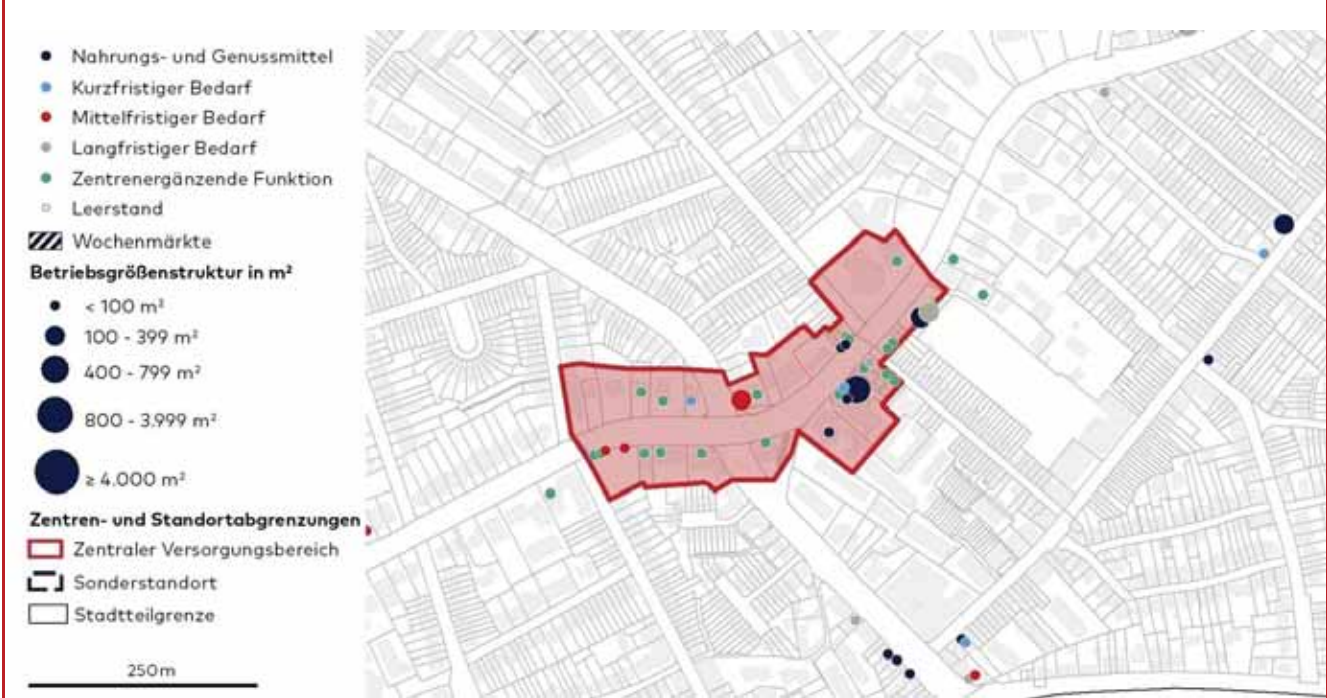 Nahrungs- und Genussmittel
Kurzfristiger Bedarf
Mittelfristiger Bedarf
Langfristiger Bedarf
Zentrenergänzende Funktion
Leerstand
Wochenmärkte
Betriebsgrößenstruktur in m²
< 100 m²
100 - 399 m²
400 - 799 m²
800 - 3.999 m²
≥ 4.000 m²
Zentren- und Standortabgrenzungen
Zentraler Versorgungsbereich
Sonderstandort
Stadtteilgrenze
250 m